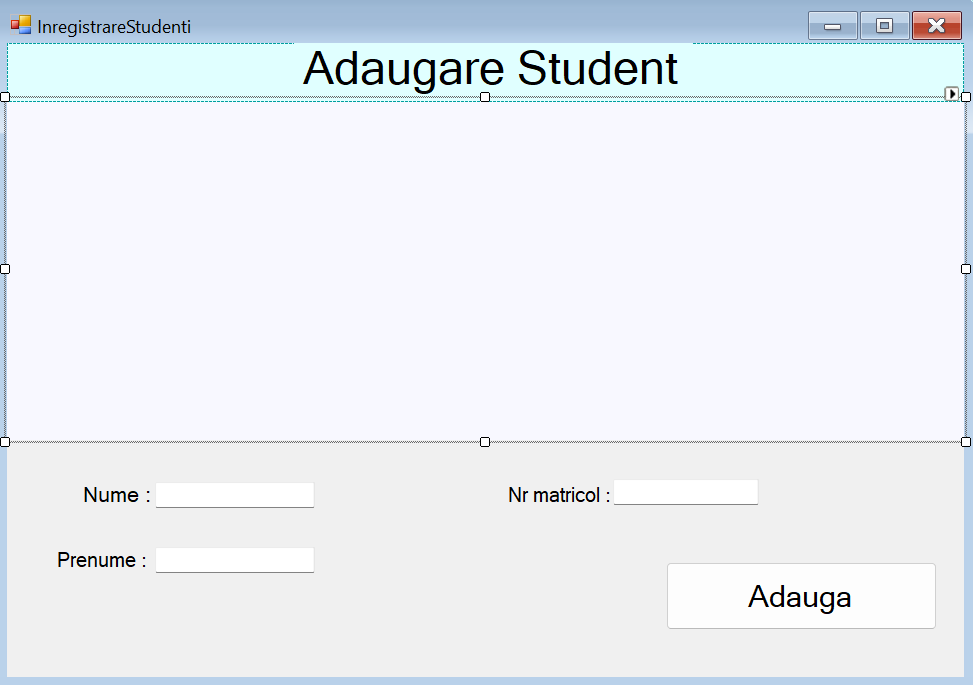 InregistrareStudenti
Adaugare Student
Nume :
Nr matricol :
Prenume :
Adauga